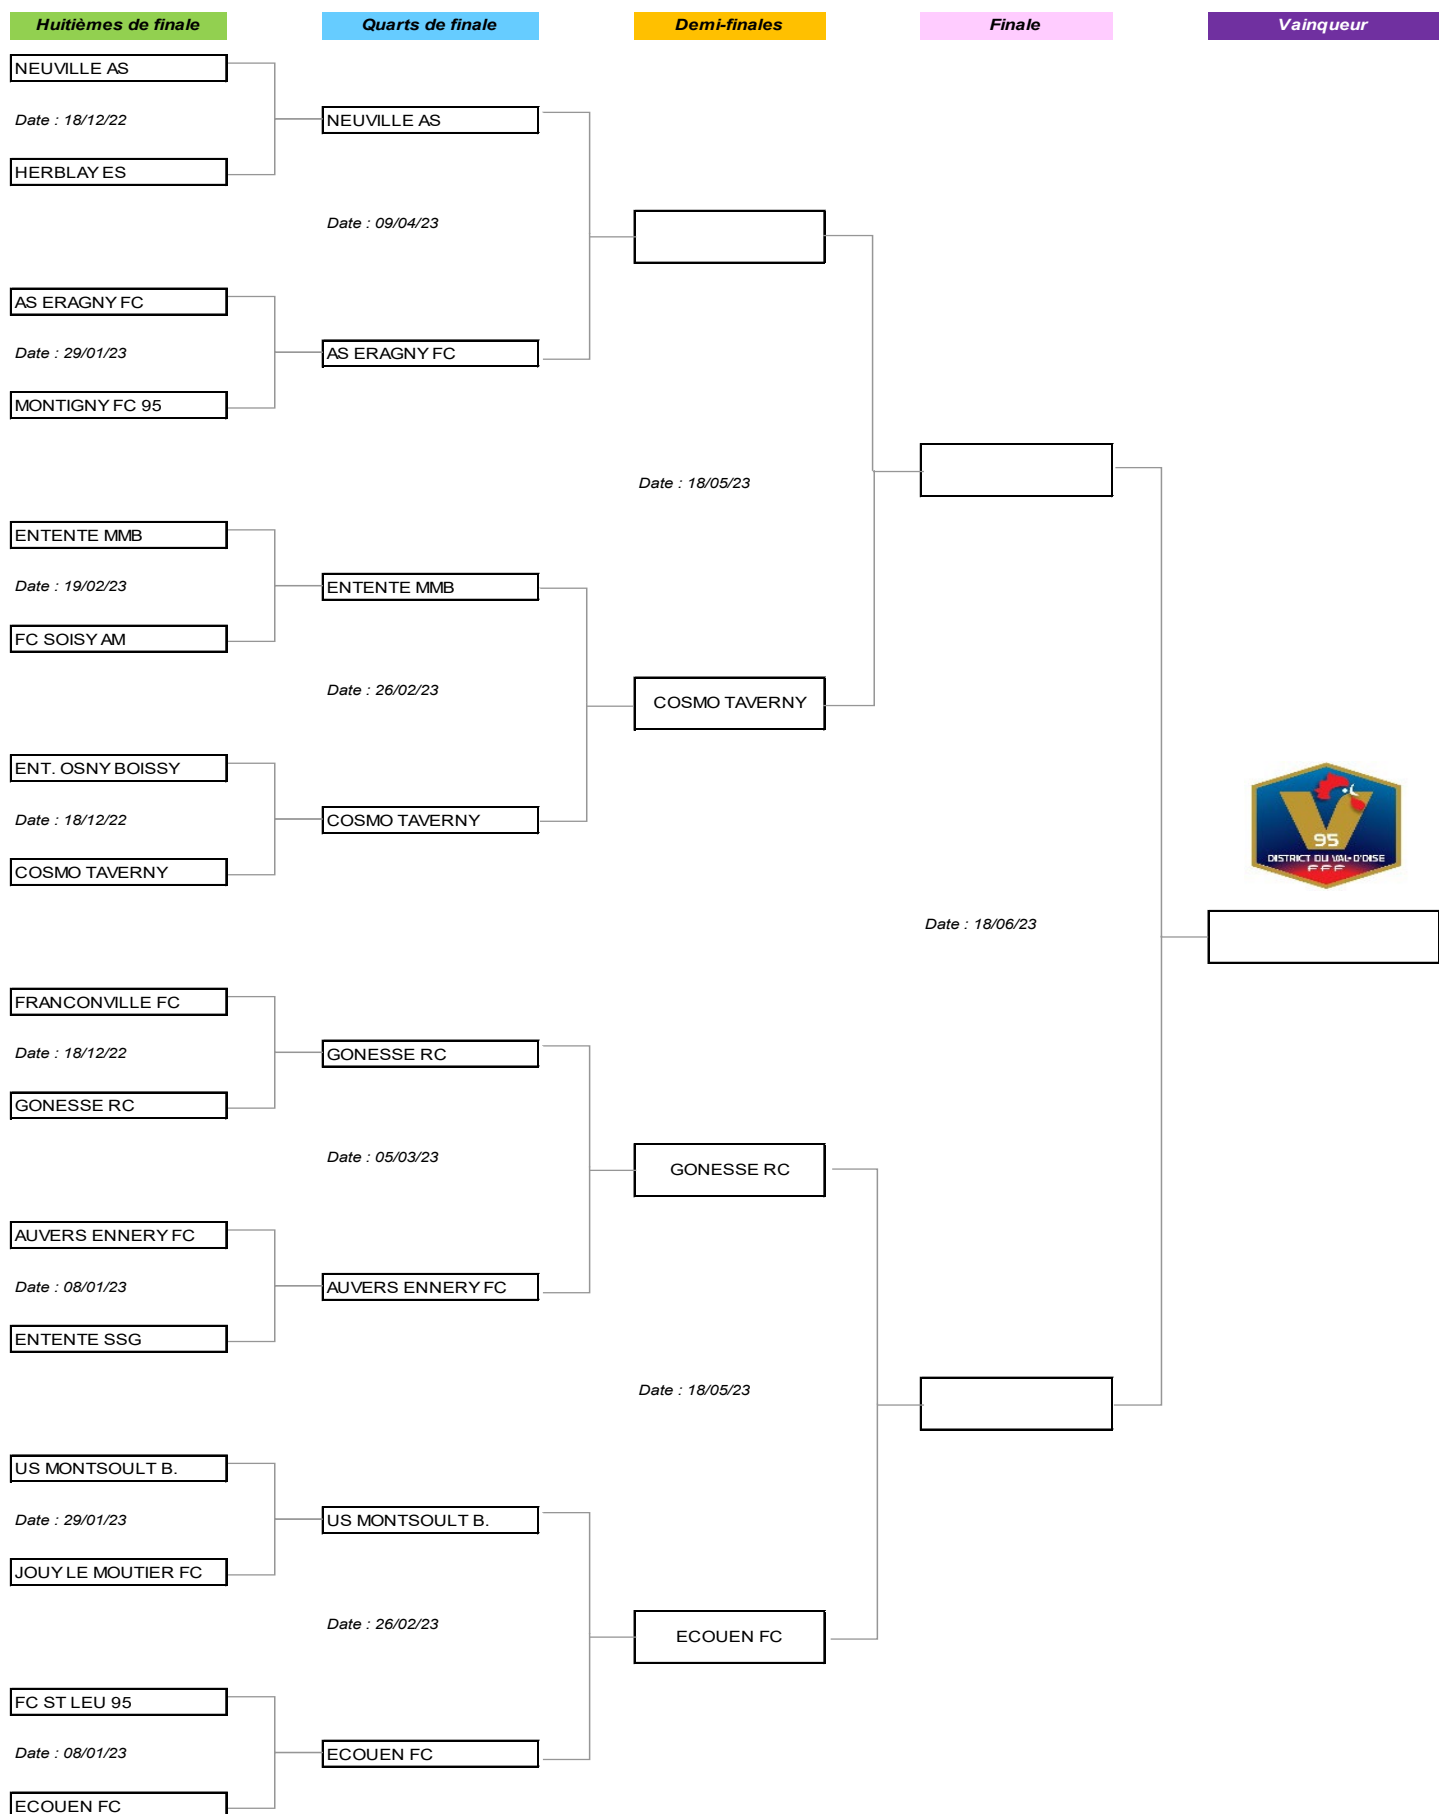 Huitièmes de finale
Quarts de finale
Demi-finales
Finale
Vainqueur
NEUVILLE AS
Date : 18/12/22
NEUVILLE AS
HERBLAY ES
Date : 09/04/23
AS ERAGNY FC
Date : 29/01/23
AS ERAGNY FC
MONTIGNY FC 95
Date : 18/05/23
ENTENTE MMB
Date : 19/02/23
ENTENTE MMB
FC SOISY AM
Date : 26/02/23
COSMO TAVERNY
ENT. OSNY BOISSY
Date : 18/12/22
COSMO TAVERNY
COSMO TAVERNY
95
DISTRICT DU VAL-D'OISE
FFF
Date : 18/06/23
FRANCONVILLE FC
Date : 18/12/22
GONESSE RC
GONESSE RC
Date : 05/03/23
GONESSE RC
AUVERS ENNERY FC
Date : 08/01/23
AUVERS ENNERY FC
ENTENTE SSG
Date : 18/05/23
US MONTSOULT B.
Date : 29/01/23
US MONTSOULT B.
JOUY LE MOUTIER FC
Date : 26/02/23
ECOUEN FC
FC ST LEU 95
Date : 08/01/23
ECOUEN FC
ECOUEN FC